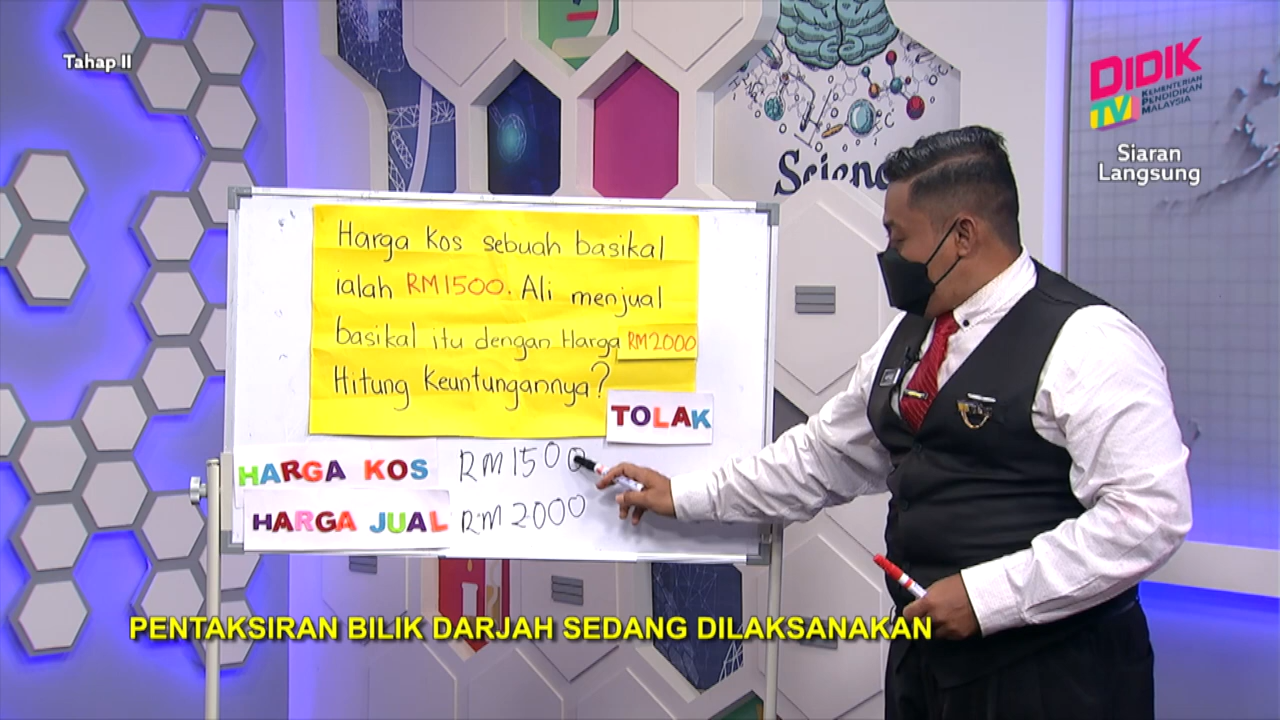 Tahap II
DIDIK
TV
KEMENTERIAN
PENDIDIKAN
MALAYSIA
Siaran
Langsung
Science
Harga Kos sebuah basikal
ialah RM1500. Ali menjual
basikal itu dengan Harga RM2000
Hitung Keuntungannya?
TOLAK
HARGA KOS RM1500
HARGA JUAL RM2000
PENTAKSIRAN BILIK DARJAH SEDANG DILAKSANAKAN